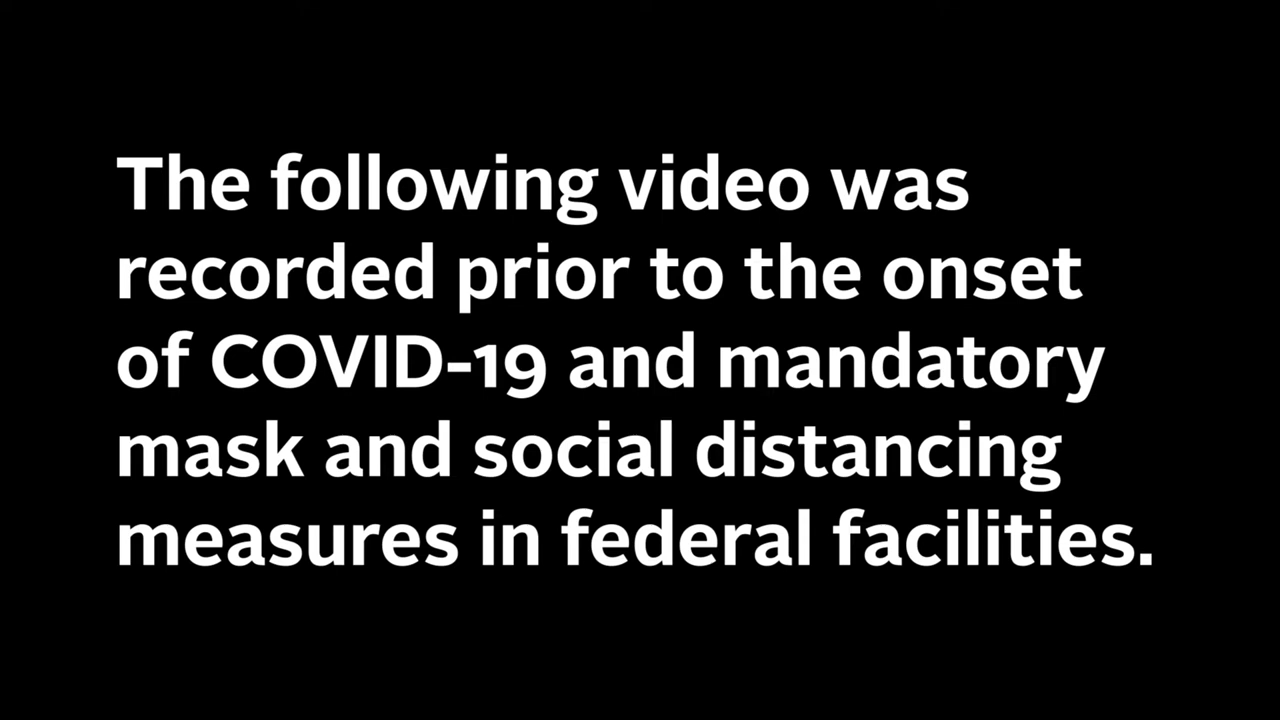 The following video was
recorded prior to the onset
of COVID-19 and mandatory
mask and social distancing
measures in federal facilities.